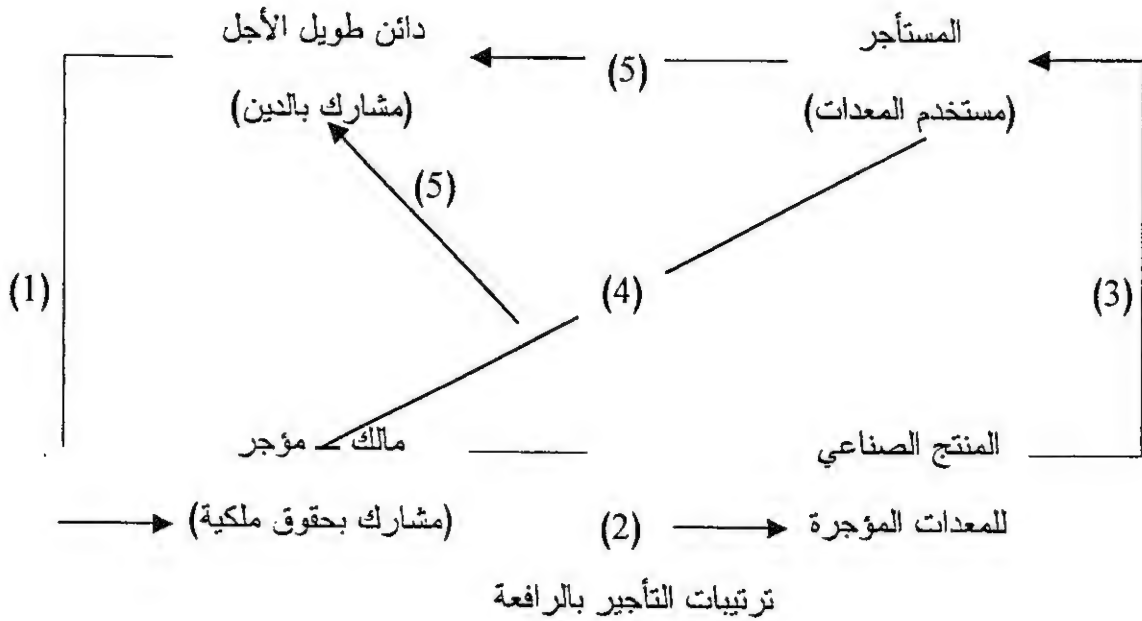 المستأجر
دائن طويل الأجل
(5)
(مستخدم المعدات)
(مشارك بالدين)
(5)
(3)
(4)
(1)
المنتج الصناعي
مالك – مؤجر
للمعدات المؤجرة
(2)
(مشارك بحقوق ملكية)
ترتيبات التأجير بالرافعة